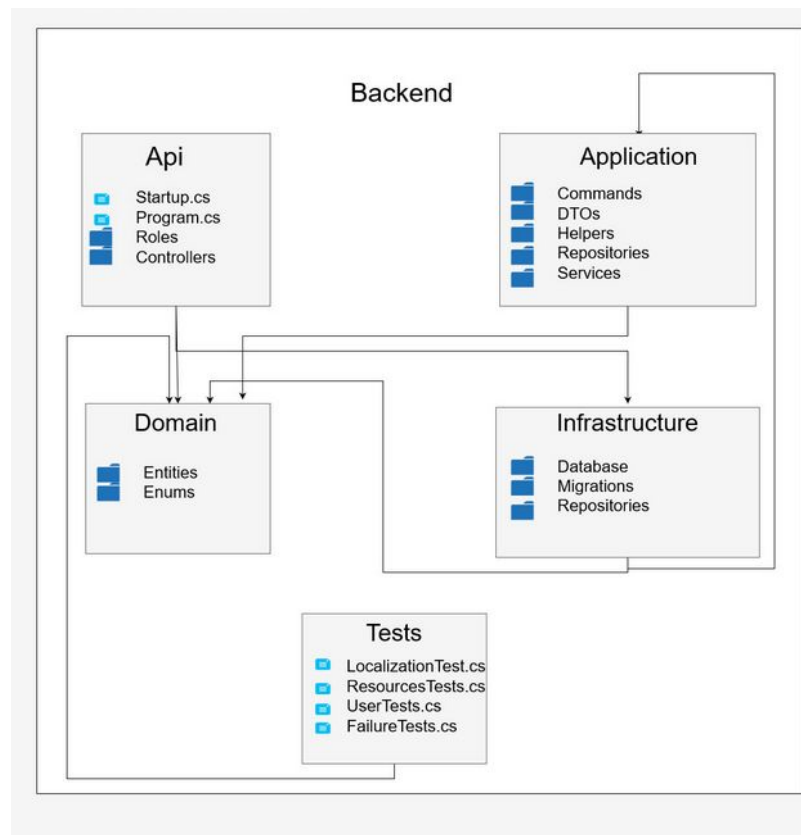 Backend
Api
Startup.cs
Program.cs
Roles
Controllers
Application
Commands
DTOs
Helpers
Repositories
Services
Domain
Entities
Enums
Infrastructure
Database
Migrations
Repositories
Tests
LocalizationTest.cs
ResourcesTests.cs
UserTests.cs
FailureTests.cs